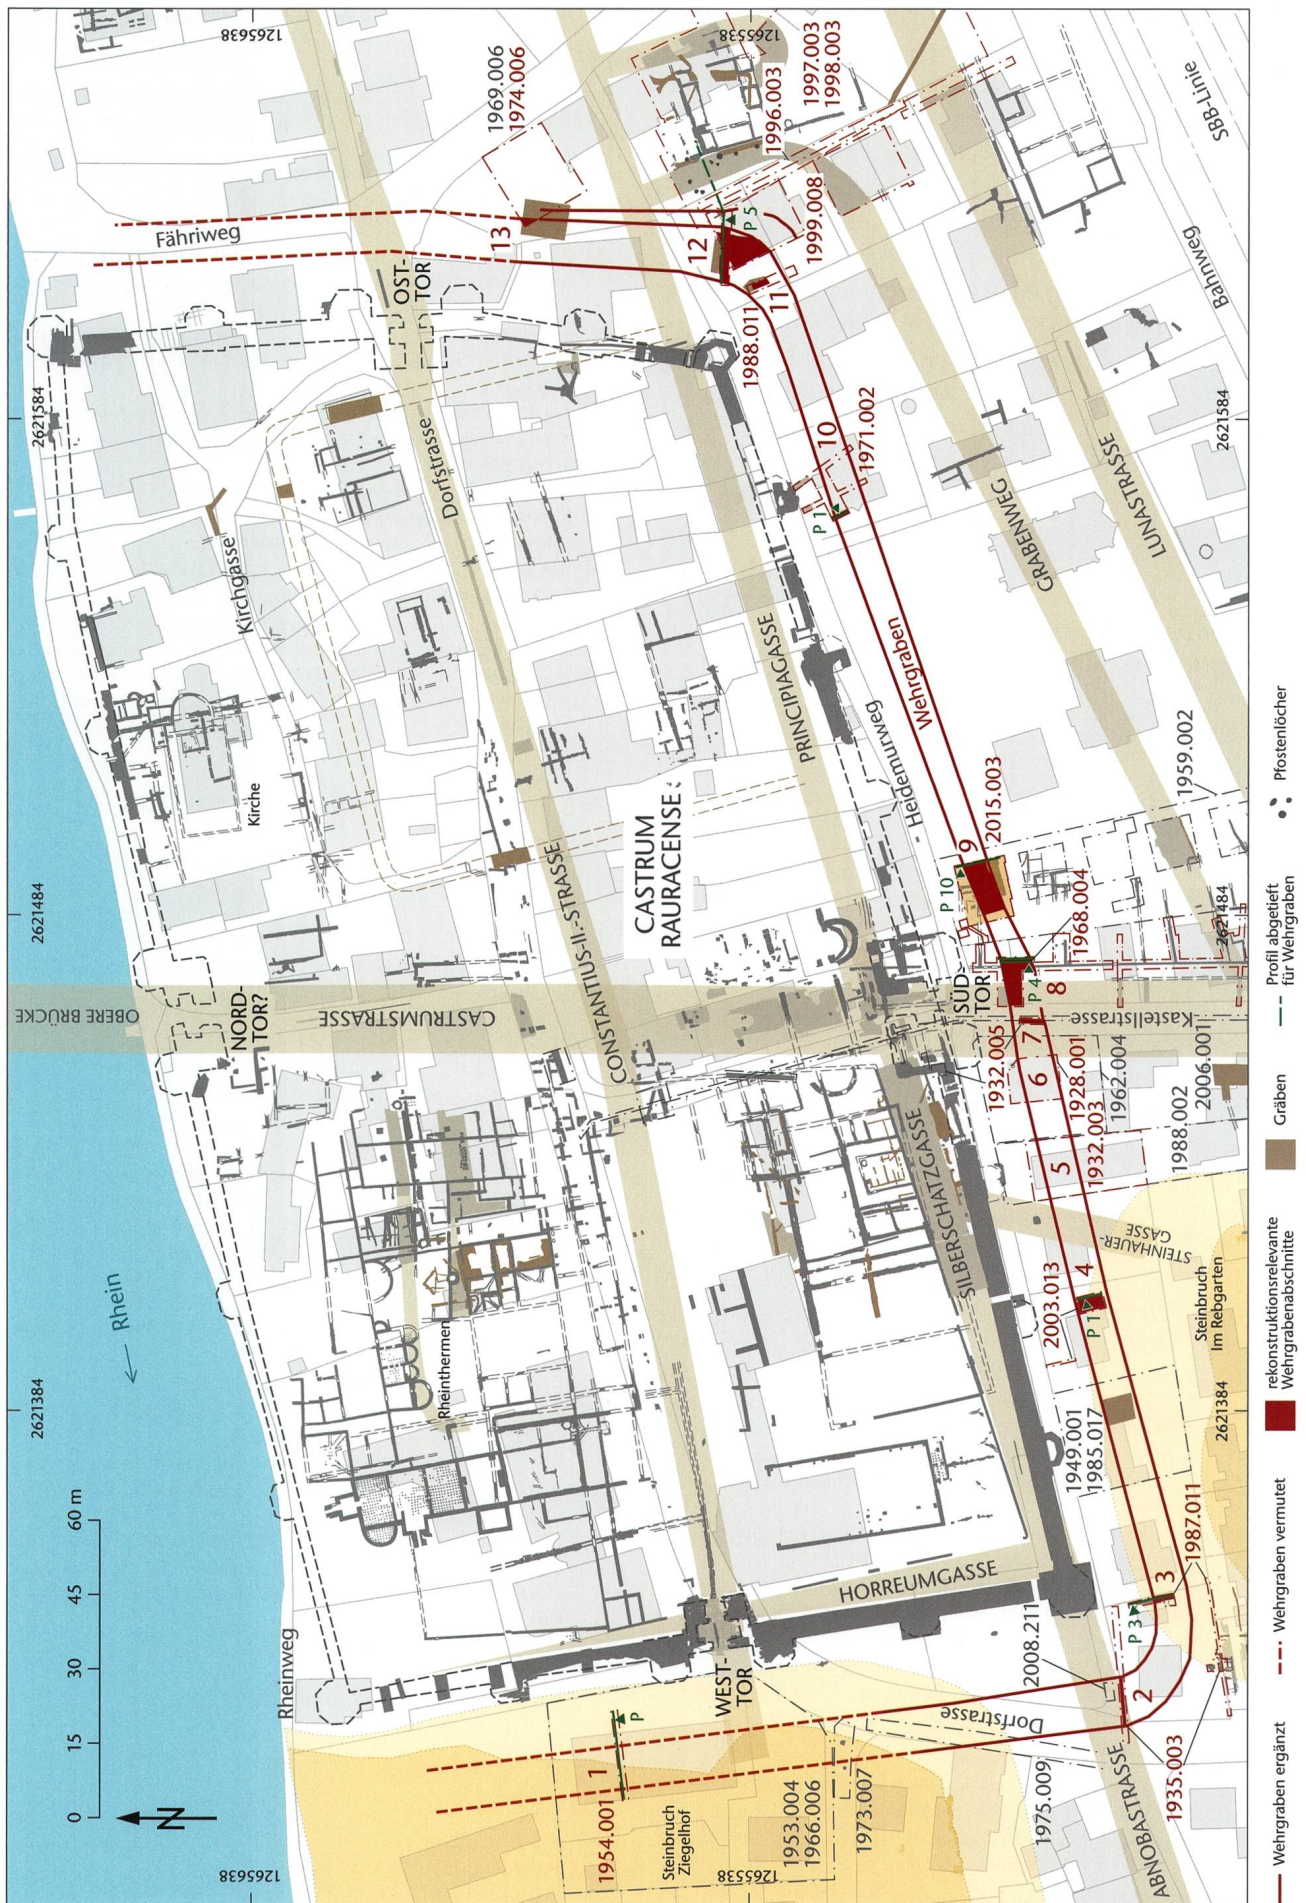 1265638
1265538
2621584
2621484
2621384
0 15 30 45 60 m
N
← Rhein
Rheinweg
Fähriweg
OST-
TOR
13
1969.006
1974.006
12
P 5
1996.003
1997.003
1998.003
1999.008
11
1988.011
10
1971.002
P 1
Kirchgasse
Dorfstrasse
Kirche
OBERE BRÜCKE
NORD-
TOR?
CASTRUMSTRASSE
CONSTANTIUS-II.-STRASSE
CASTRUM
RAURACENSE
PRINCIPIAGASSE
Heidemurweg
Wehrgraben
GRABENWEG
LUNASTRASSE
Bahnweg
SBB-Linie
1959.002
2015.003
9
P 10
1968.004
SÜD-
TOR
P 4
8
7
Kastellstrasse
1932.005
6
1928.001
1962.004
2006.001
5
1932.003
1988.002
SILBERSCHATZGASSE
STEINHAUER-
GASSE
4
2003.013
P 1
Steinbruch
Im Rebgarten
Rheinthermen
1949.001
1985.017
HORREUMGASSE
WEST-
TOR
1987.011
3
P 3
2008.211
2
Dorfstrasse
1935.003
ABNOBASTRASSE
1975.009
1973.007
1953.004
1966.006
P
1
1954.001
Steinbruch
Ziegelhof
1265638
1265538
2621584
2621484
2621384
Wehrgraben ergänzt
Wehrgraben vermutet
rekonstruktionsrelevante
Wehrgrabenabschnitte
Gräben
Profil abgetieft
für Wehrgraben
Pfostenlöcher